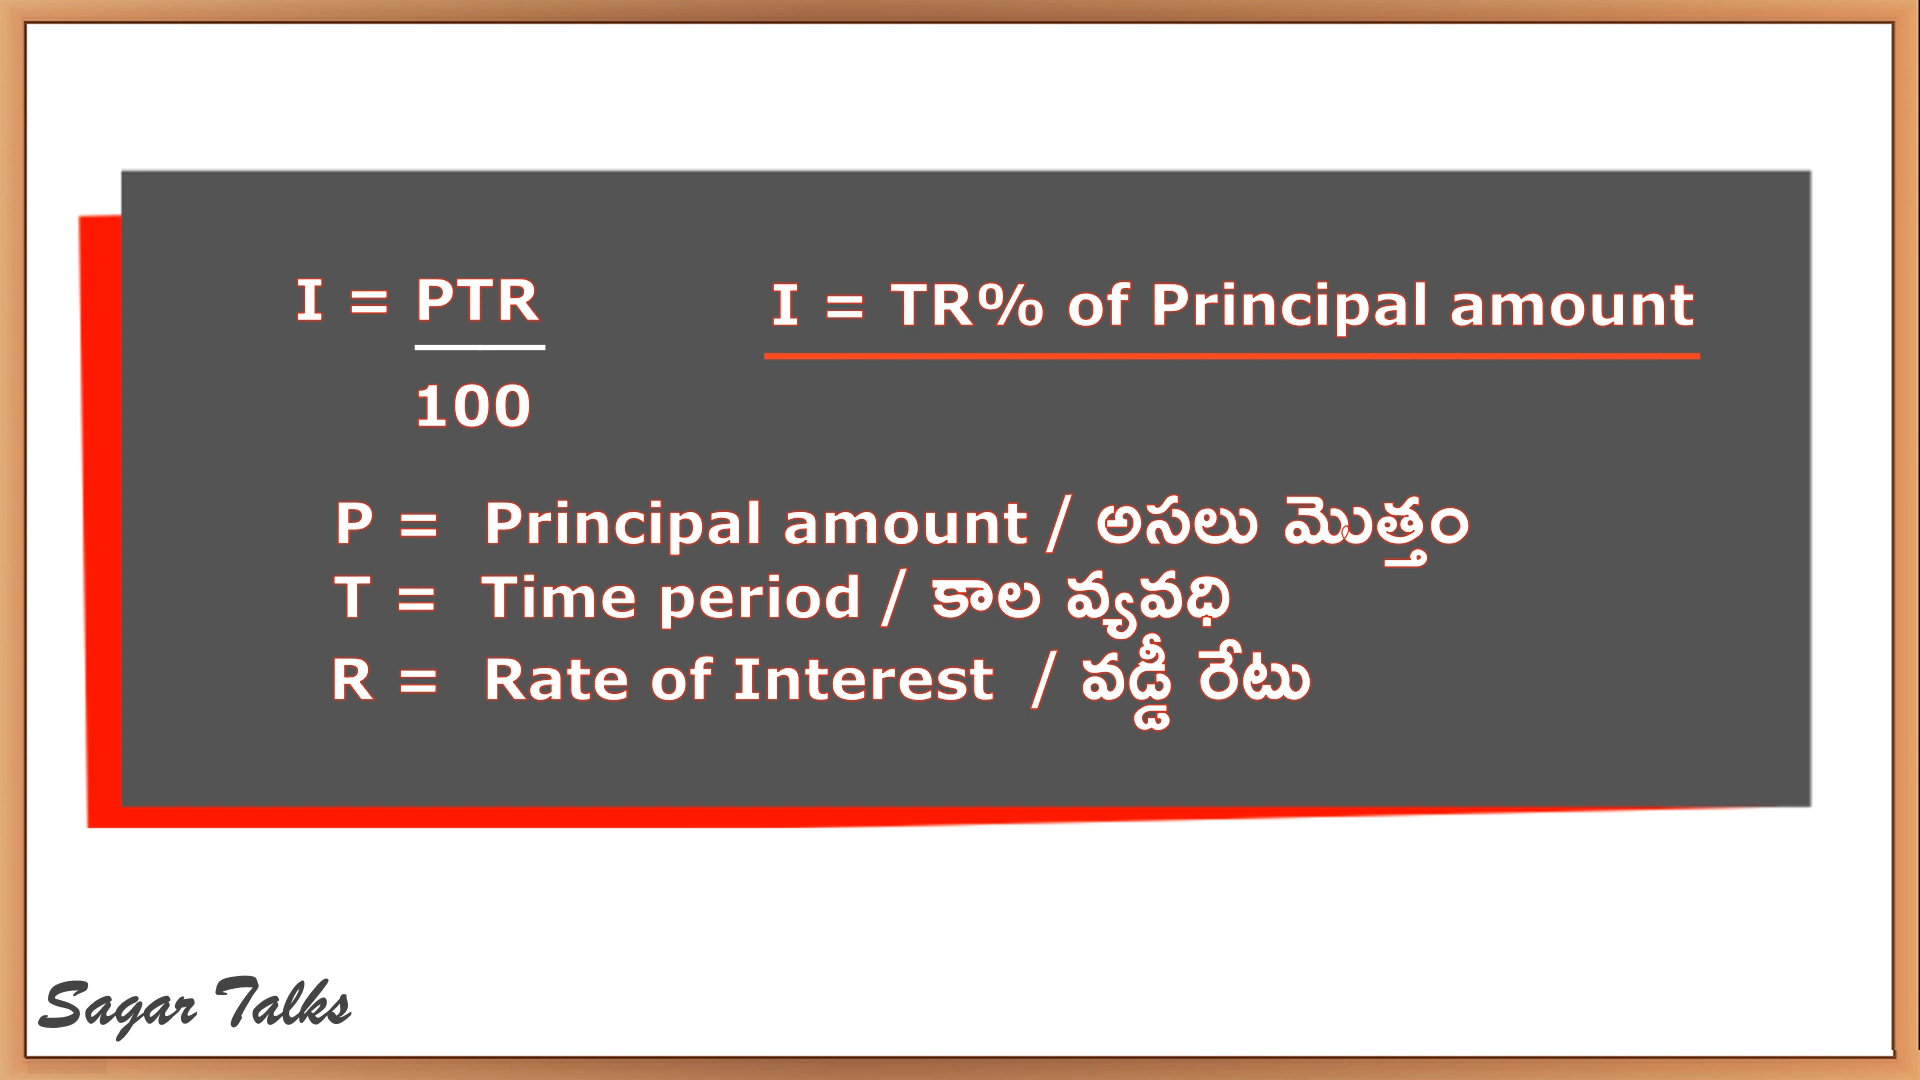 I = PTR
100
I = TR% of Principal amount
P = Principal amount / అసలు మొత్తం
T = Time period / కాల వ్యవధి
R = Rate of Interest / వడ్డీ రేటు
Sagar Talks